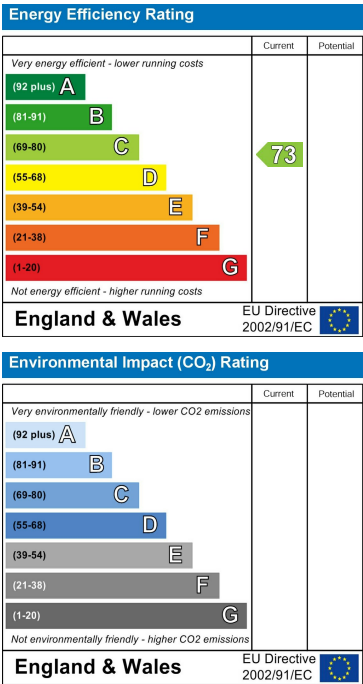 Energy Efficiency Rating
Current Potential
Very energy efficient - lower running costs
(92 plus) A
(81-91) B
(69-80) C
73
(55-68) D
(39-54) E
(21-38) F
(1-20) G
Not energy efficient - higher running costs
England & Wales
EU Directive
2002/91/EC
Environmental Impact (CO₂) Rating
Current Potential
Very environmentally friendly - lower CO2 emissions
(92 plus) A
(81-91) B
(69-80) C
(55-68) D
(39-54) E
(21-38) F
(1-20) G
Not environmentally friendly - higher CO2 emissions
England & Wales
EU Directive
2002/91/EC